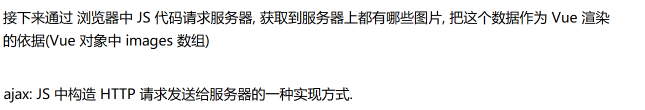 接下来通过 浏览器中 JS 代码请求服务器, 获取到服务器上都有哪些图片, 把这个数据作为 Vue 渲染
的依据(Vue 对象中 images 数组)
ajax: JS 中构造 HTTP 请求发送给服务器的一种实现方式.